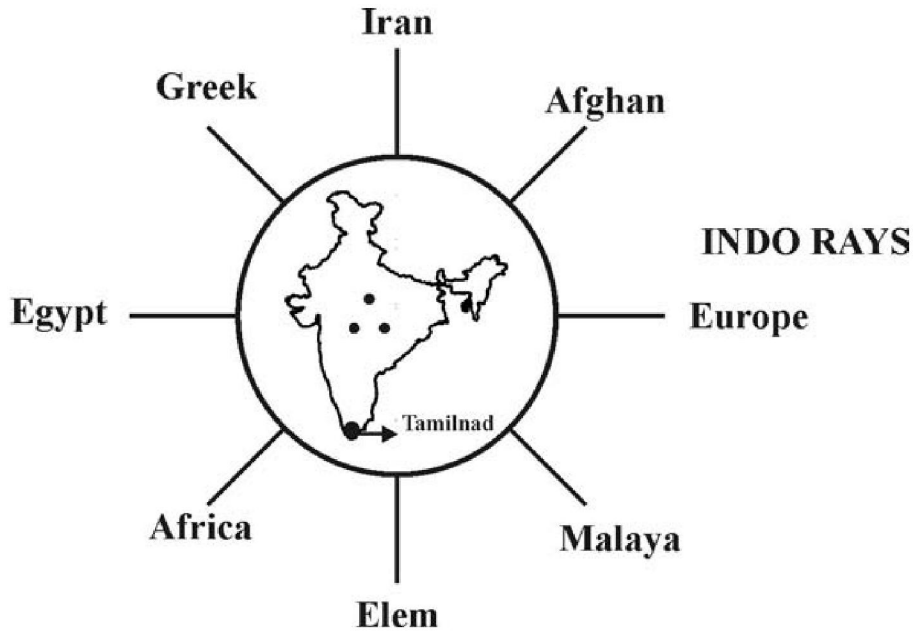 Iran
Greek
Afghan
INDO RAYS
Egypt
Europe
Tamilnad
Africa
Malaya
Elem